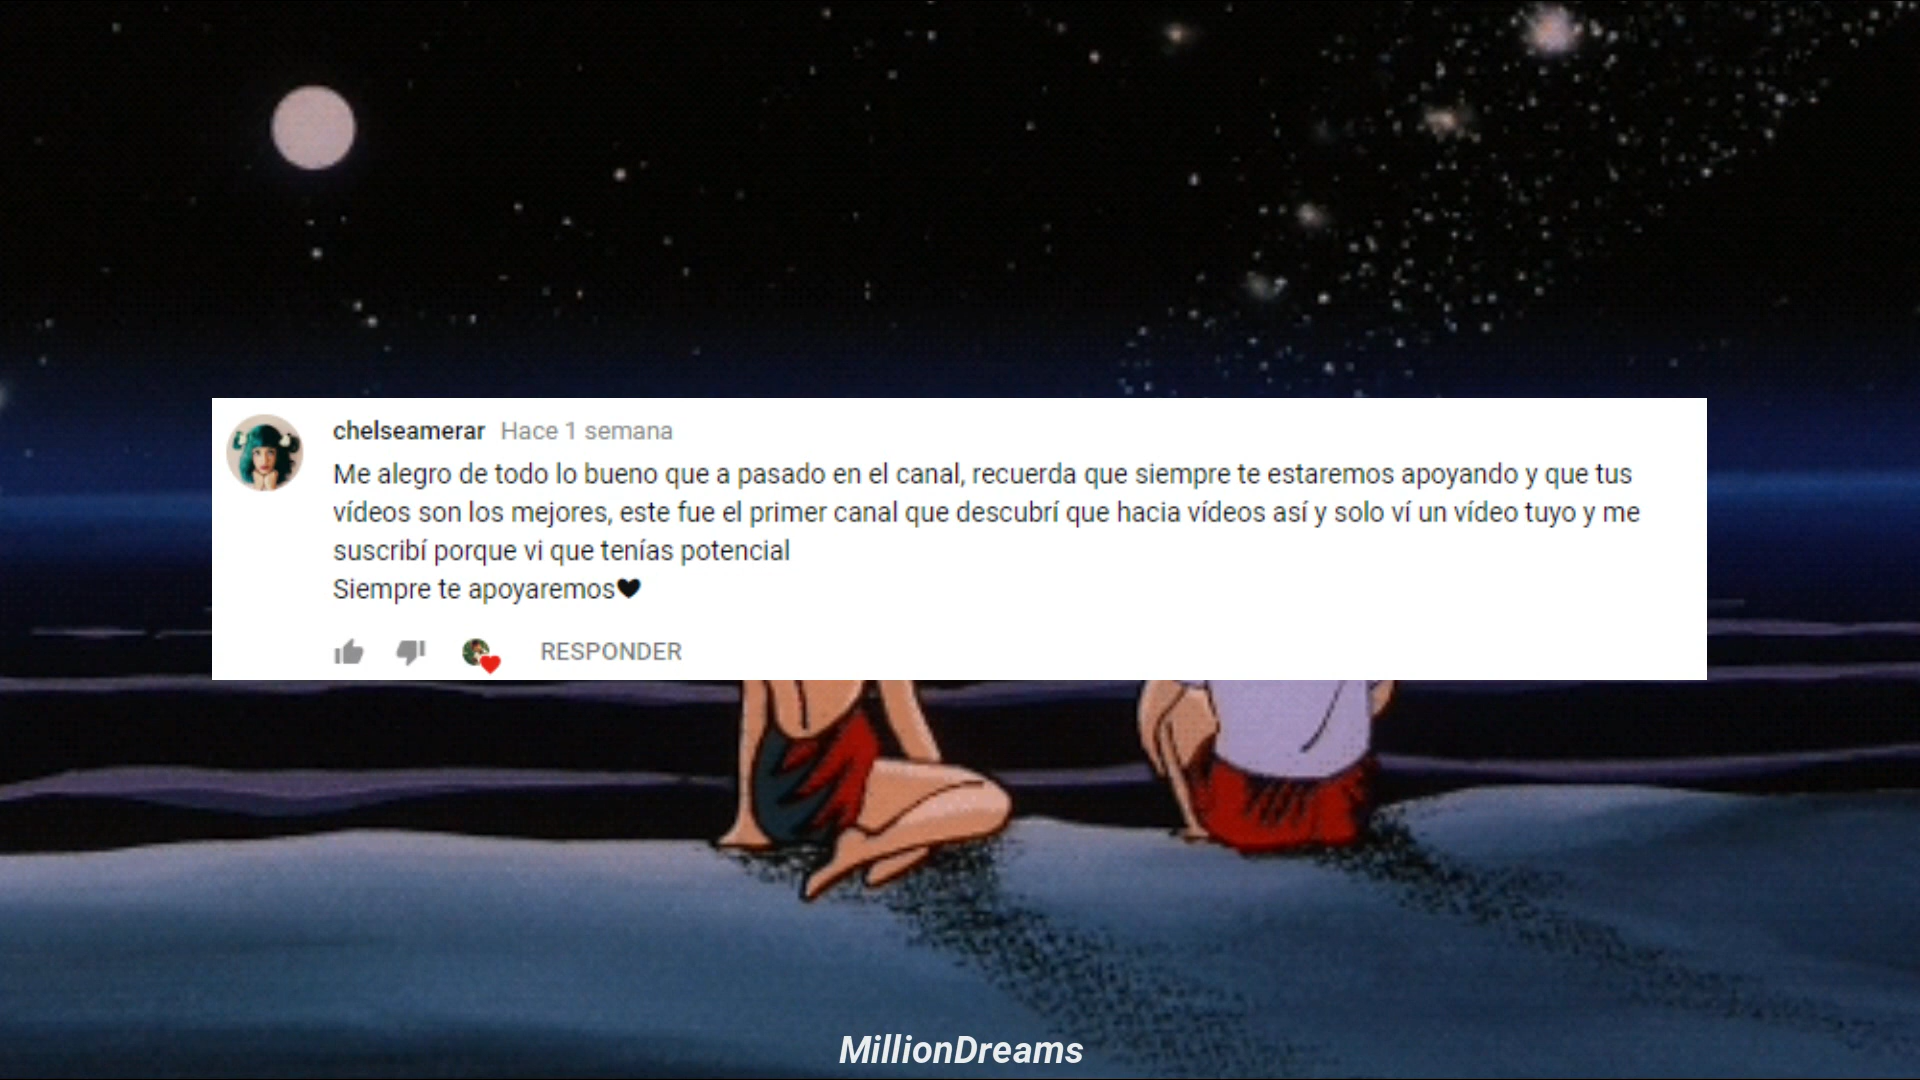 chelseamerar Hace 1 semana
Me alegro de todo lo bueno que a pasado en el canal, recuerda que siempre te estaremos apoyando y que tus
vídeos son los mejores, este fue el primer canal que descubrí que hacia vídeos así y solo ví un vídeo tuyo y me
suscribí porque vi que tenías potencial
Siempre te apoyaremos🖤
RESPONDER
MillionDreams